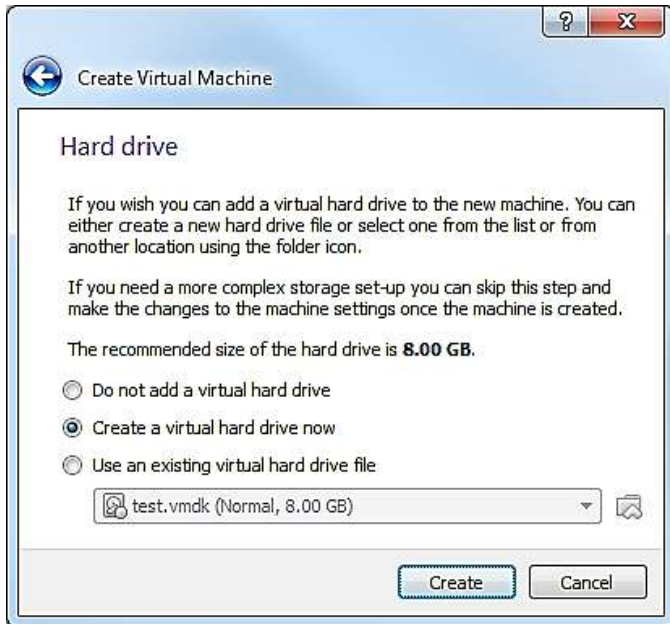 ?
Create Virtual Machine
Hard drive
If you wish you can add a virtual hard drive to the new machine. You can
either create a new hard drive file or select one from the list or from
another location using the folder icon.
If you need a more complex storage set-up you can skip this step and
make the changes to the machine settings once the machine is created.
The recommended size of the hard drive is 8.00 GB.
Do not add a virtual hard drive
Create a virtual hard drive now
Use an existing virtual hard drive file
test.vmdk (Normal, 8.00 GB)
Create Cancel